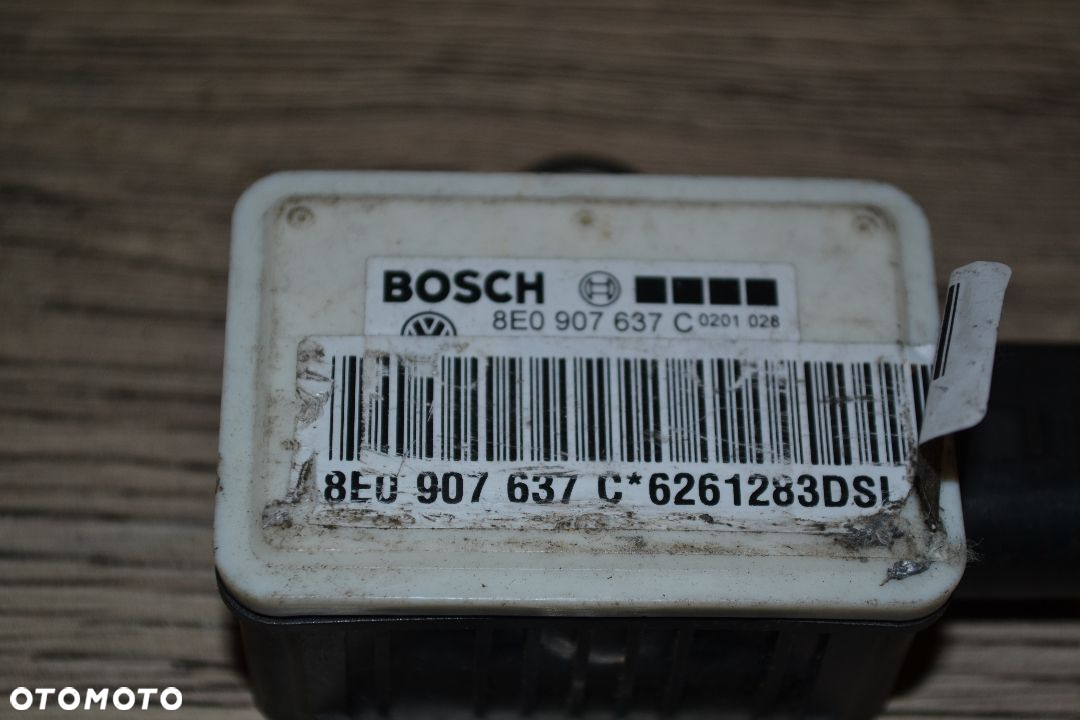 BOSCH
8E0 907 637 C 0201 028
8E0 907 637 C*6261283DSL
OTOMOTO